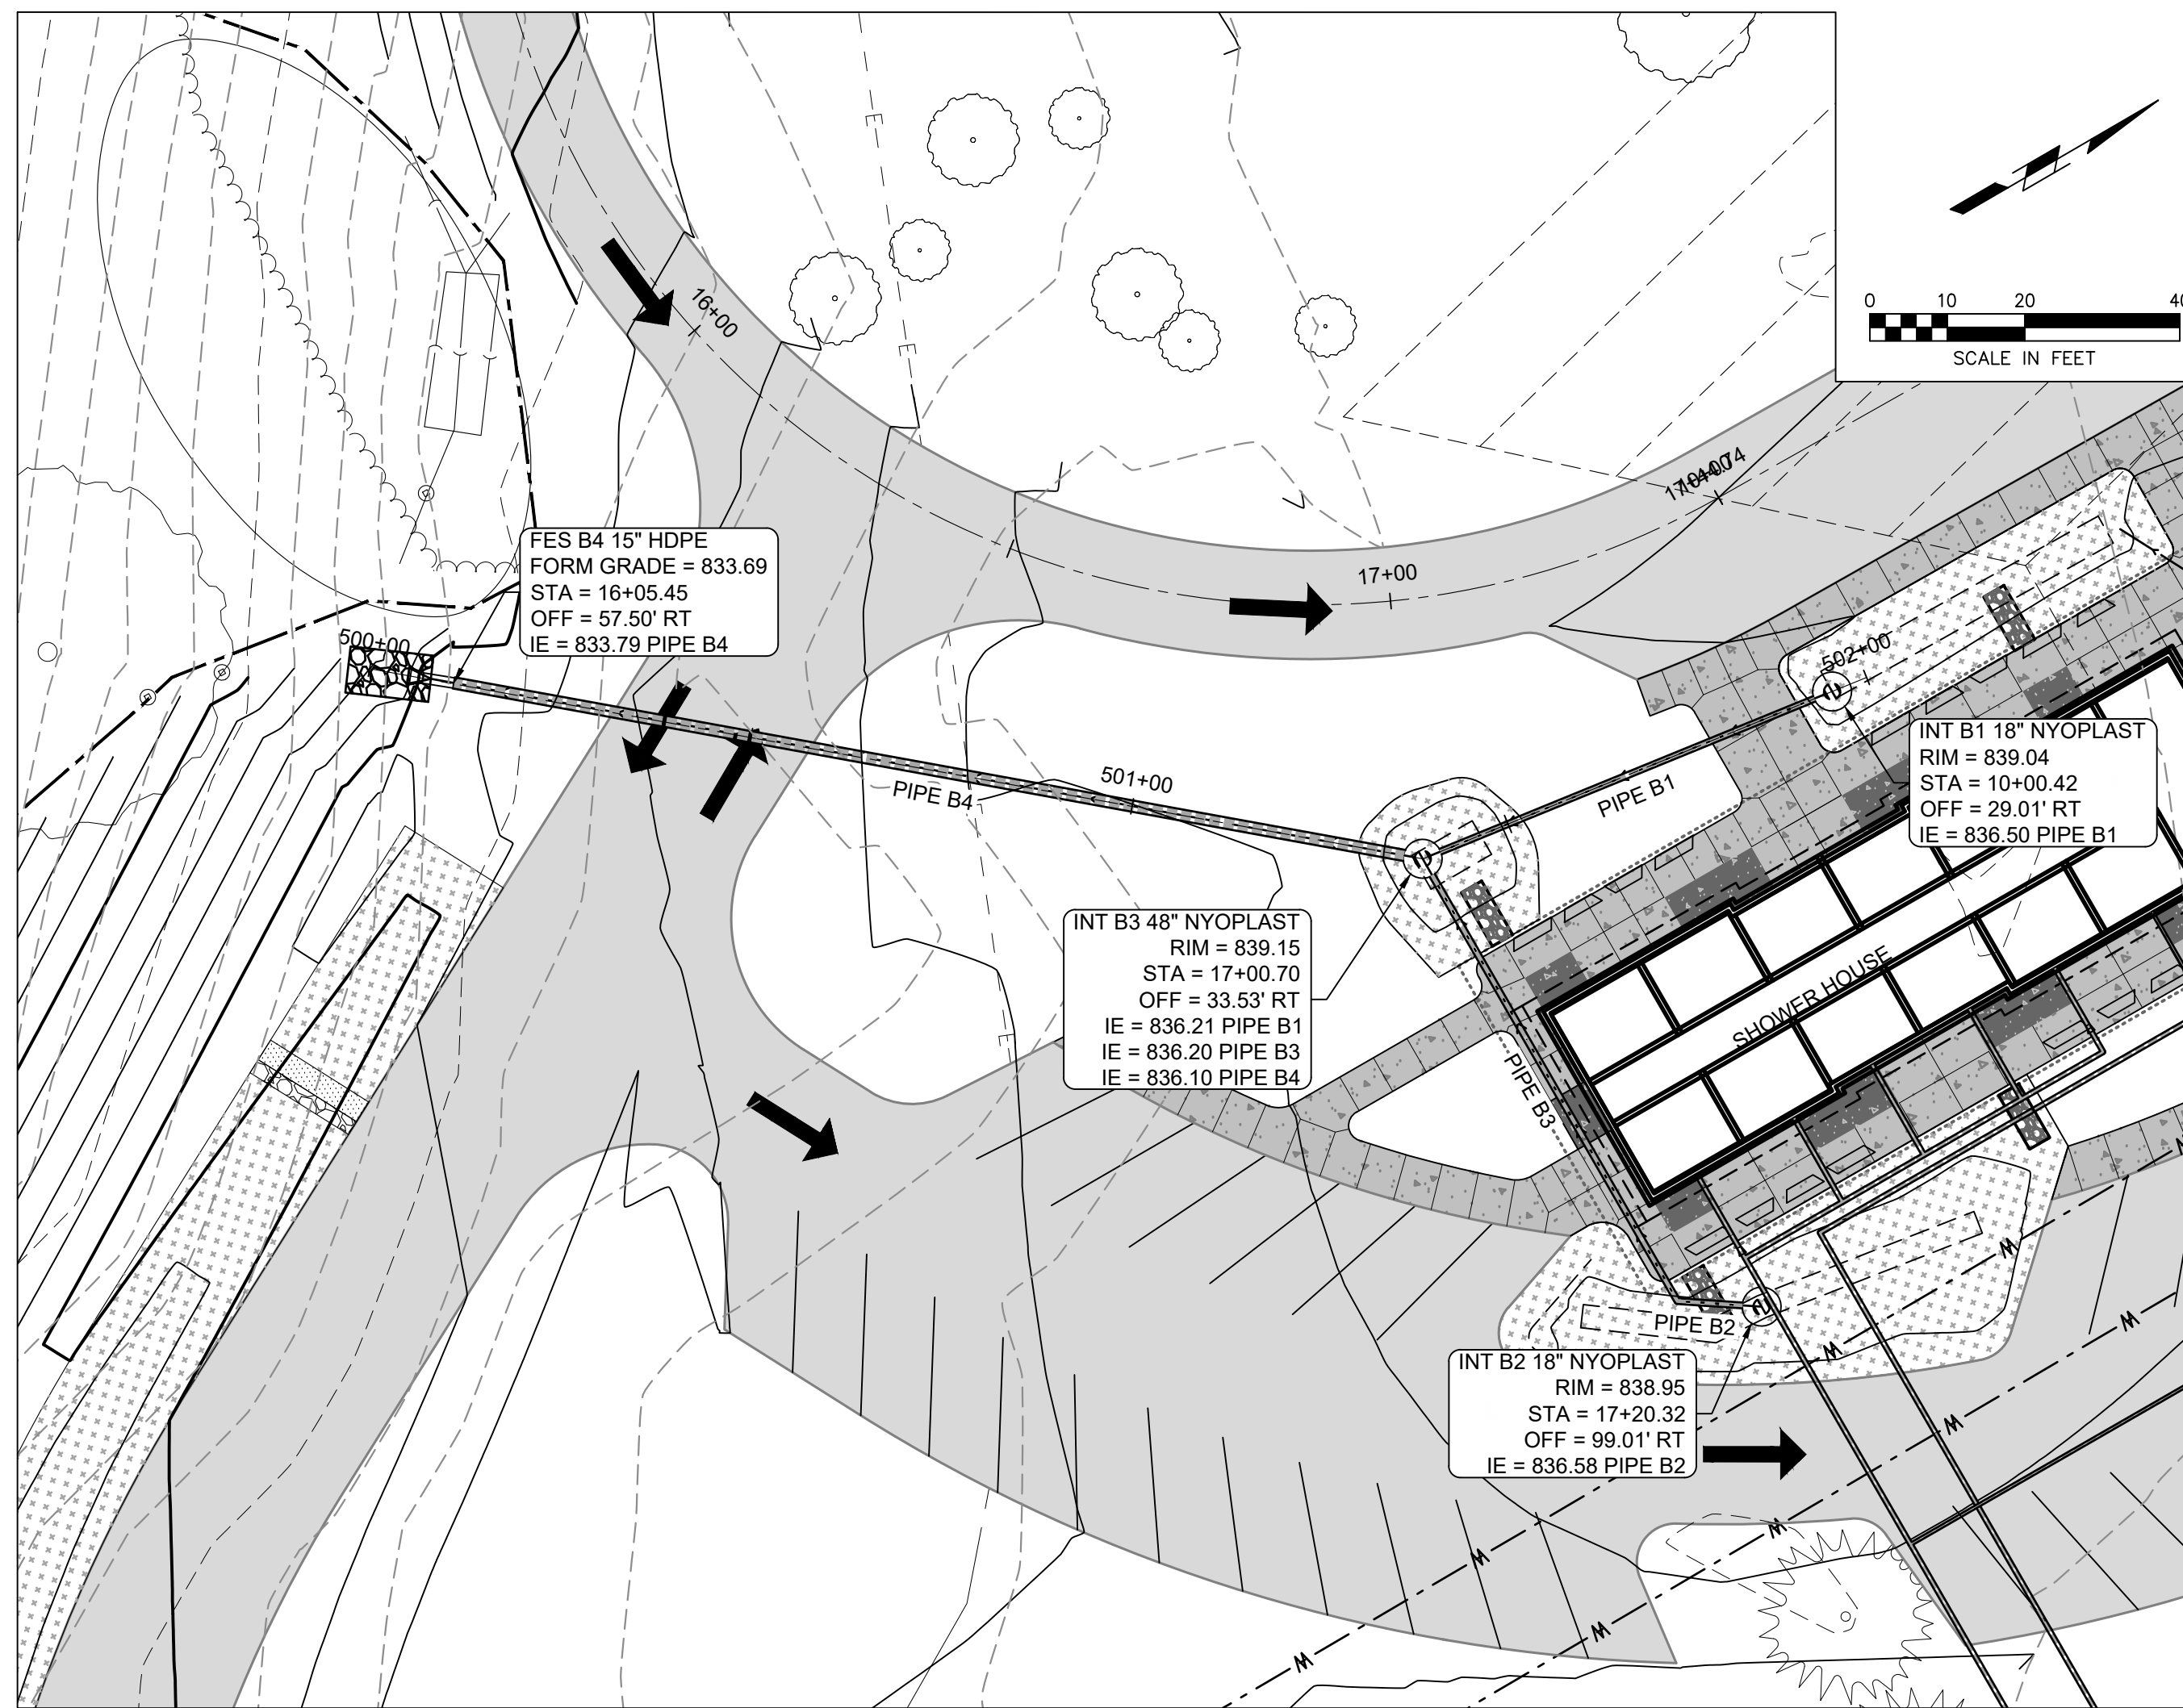 0 10 20
SCALE IN FEET
16+00
17+00
FES B4 15" HDPE
FORM GRADE = 833.69
STA = 16+05.45
OFF = 57.50' RT
IE = 833.79 PIPE B4
500+00
502+00
INT B1 18" NYOPLAST
RIM = 839.04
STA = 10+00.42
OFF = 29.01' RT
IE = 836.50 PIPE B1
PIPE B4
501+00
PIPE B1
INT B3 48" NYOPLAST
RIM = 839.15
STA = 17+00.70
OFF = 33.53' RT
IE = 836.21 PIPE B1
IE = 836.20 PIPE B3
IE = 836.10 PIPE B4
SHOWER HOUSE
PIPE B3
PIPE B2
INT B2 18" NYOPLAST
RIM = 838.95
STA = 17+20.32
OFF = 99.01' RT
IE = 836.58 PIPE B2
W
W
W
W
W
W
W
W